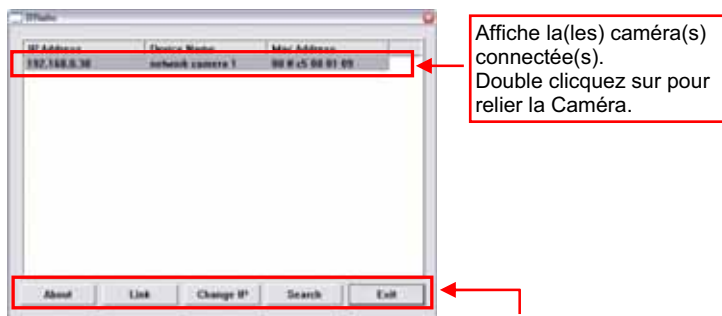 IP Address Device Name Mac Address
192.168.0.30 network camera 1
Affiche la(les) caméra(s)
connectée(s).
Double clicquez sur pour
relier la Caméra.
About Link Change IP Search Exit